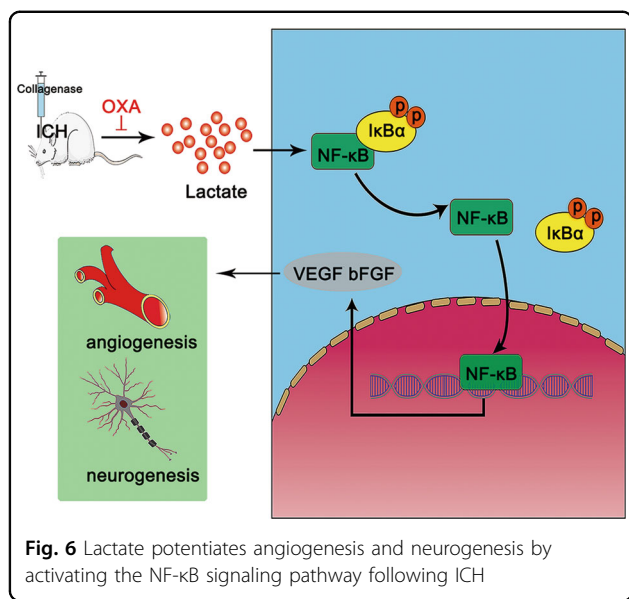 Collagenase
ICH
OXA
Lactate
NF-κB
IκBα
p
p
NF-κB
IκBα
p
p
VEGF bFGF
NF-κB
angiogenesis
neurogenesis
Fig. 6 Lactate potentiates angiogenesis and neurogenesis by
activating the NF-κB signaling pathway following ICH